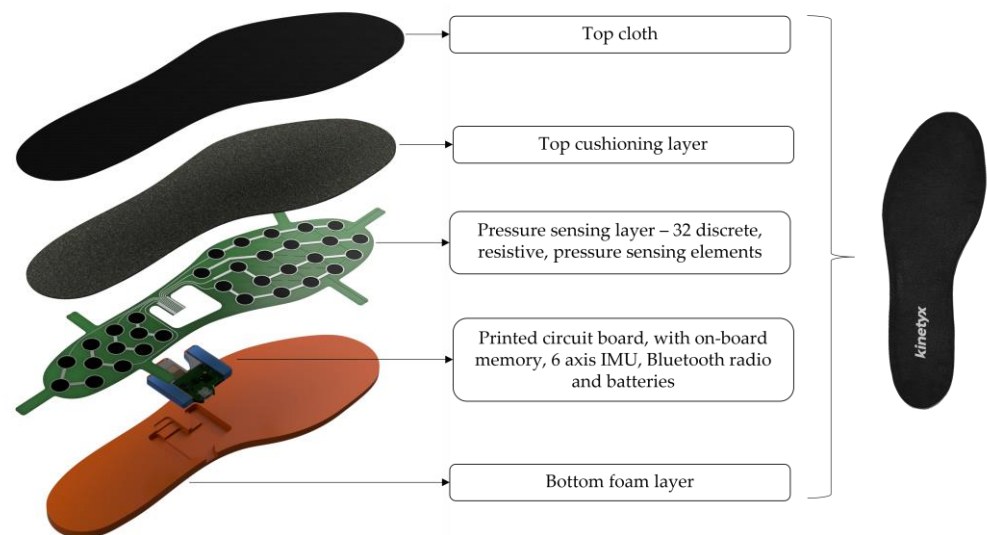 Top cloth
Top cushioning layer
Pressure sensing layer – 32 discrete,
resistive, pressure sensing elements
Printed circuit board, with on-board
memory, 6 axis IMU, Bluetooth radio
and batteries
Bottom foam layer
kinetyx